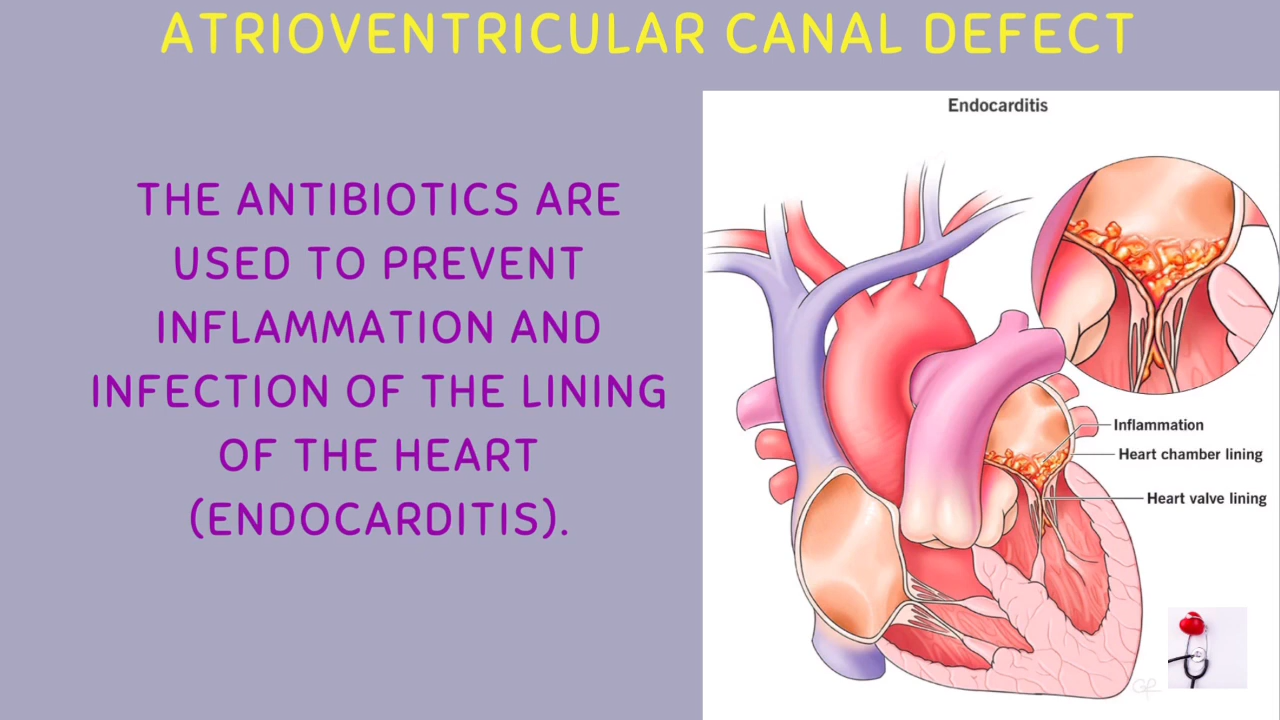 ATRIOVENTRICULAR CANAL DEFECT
THE ANTIBIOTICS ARE
USED TO PREVENT
INFLAMMATION AND
INFECTION OF THE LINING
OF THE HEART
(ENDOCARDITIS).
Endocarditis
Inflammation
Heart chamber lining
Heart valve lining